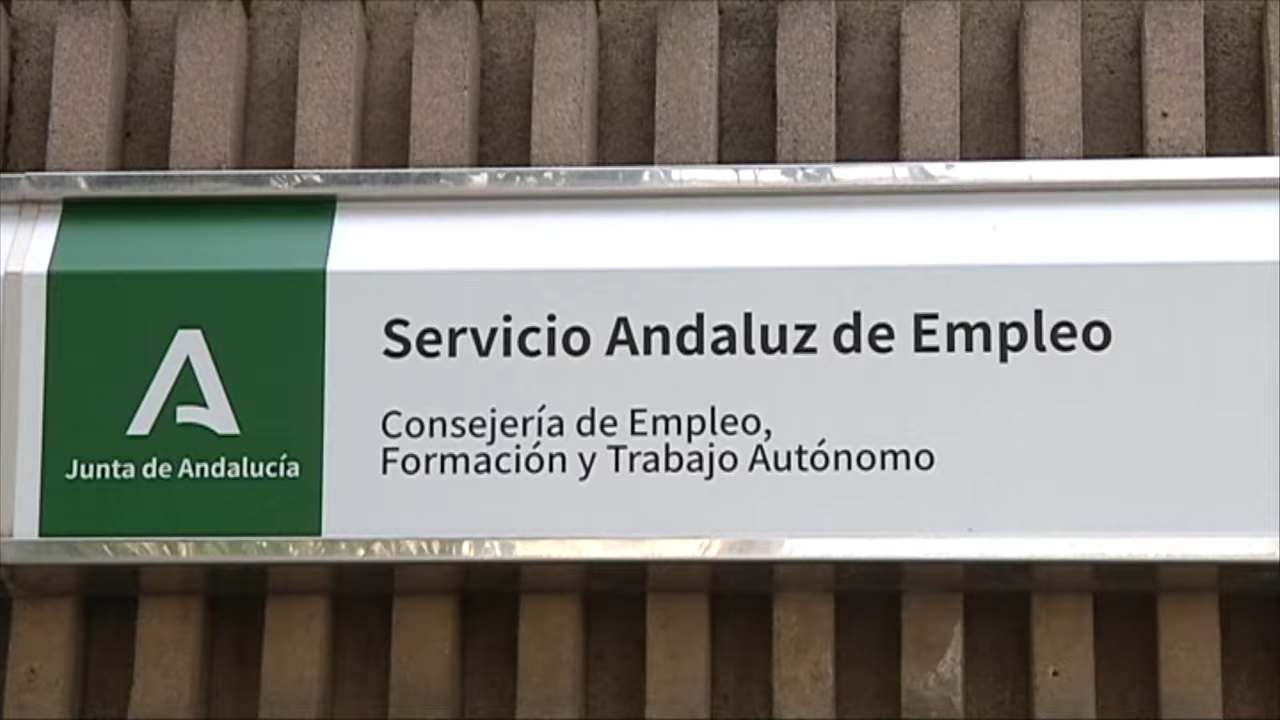 Servicio Andaluz de Empleo
Consejería de Empleo,
Formación y Trabajo Autónomo
Junta de Andalucía